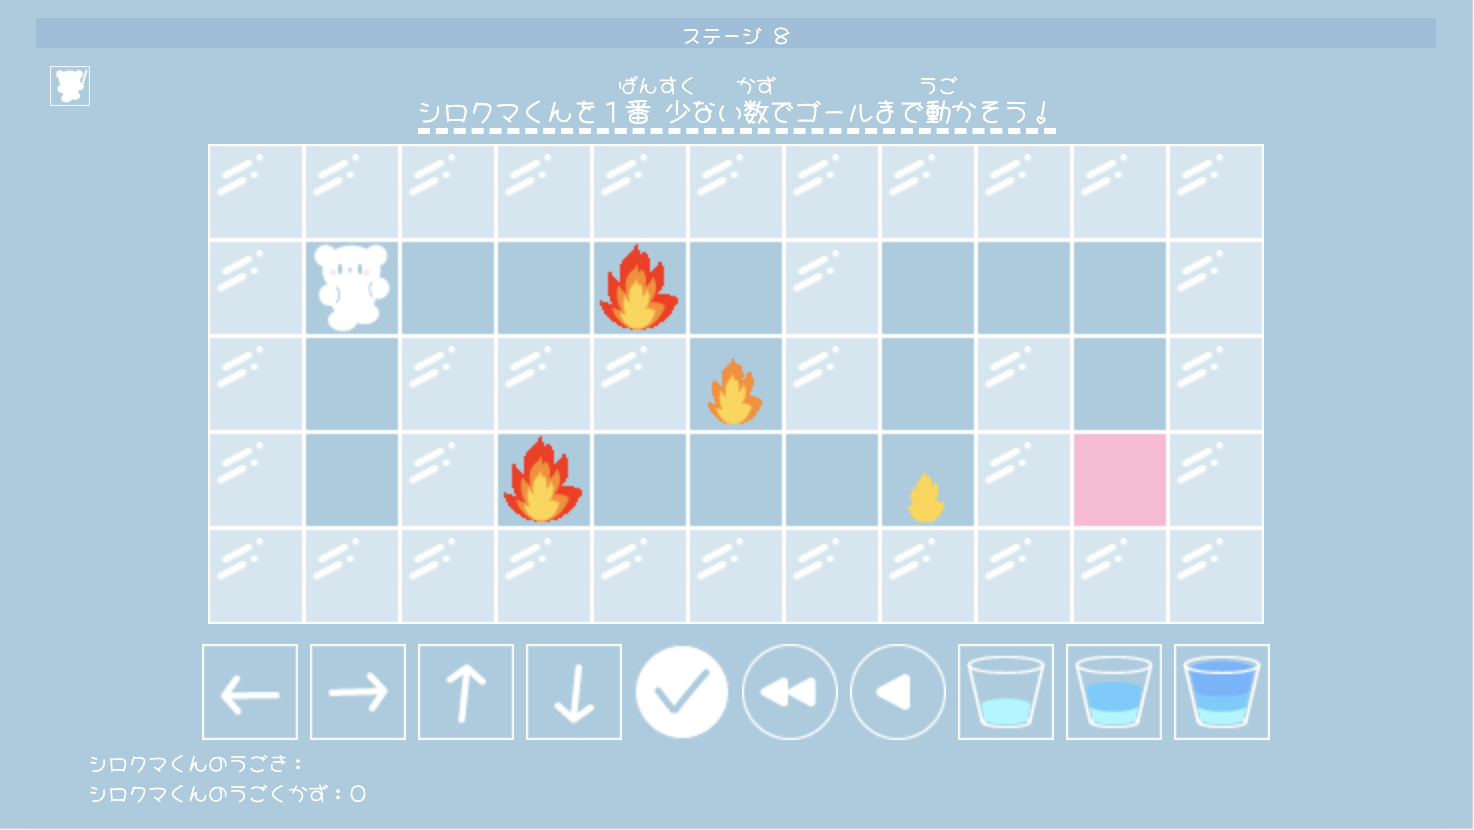 ステージ 8
ばんすく かず うご
シロクマくんを1番 少ない数でゴールまで動かそう!
シロクマくんのうごき:
シロクマくんのうごくかず:0